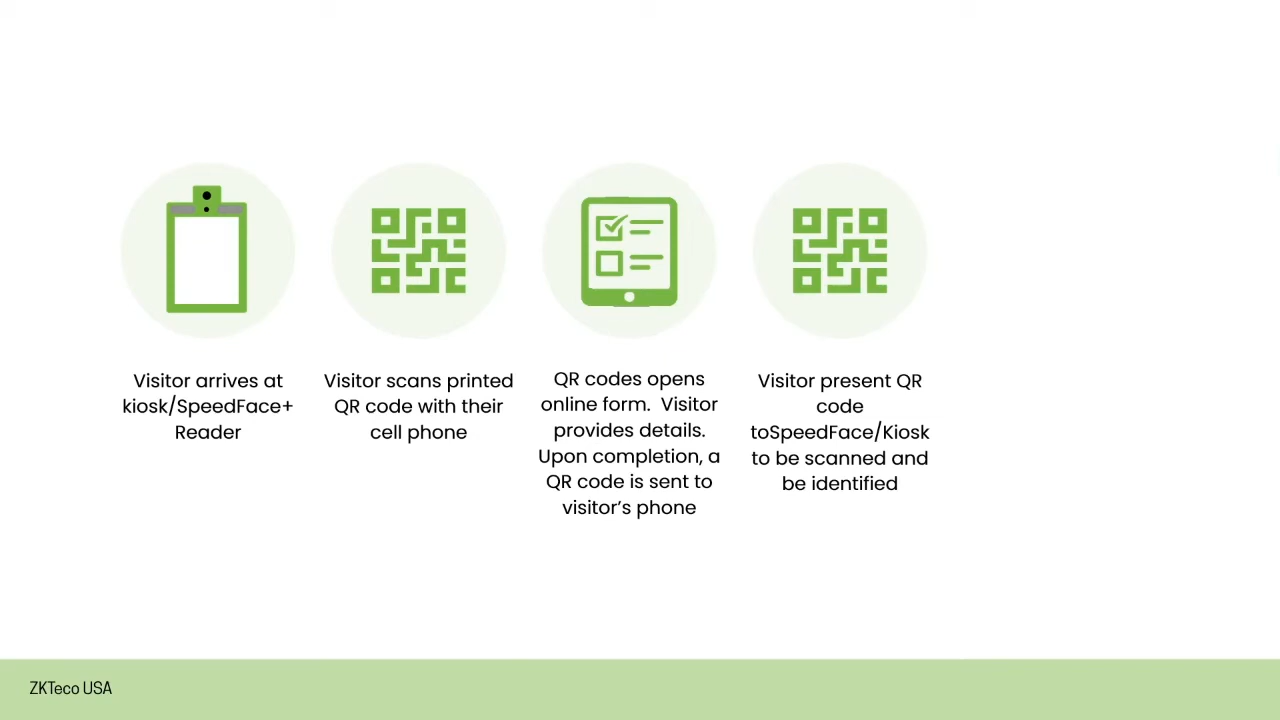 Visitor arrives at
kiosk/SpeedFace+
Reader
Visitor scans printed
QR code with their
cell phone
QR codes opens
online form.  Visitor
provides details.
Upon completion, a
QR code is sent to
visitor’s phone
Visitor present QR
code
toSpeedFace/Kiosk
to be scanned and
be identified
ZKTeco USA